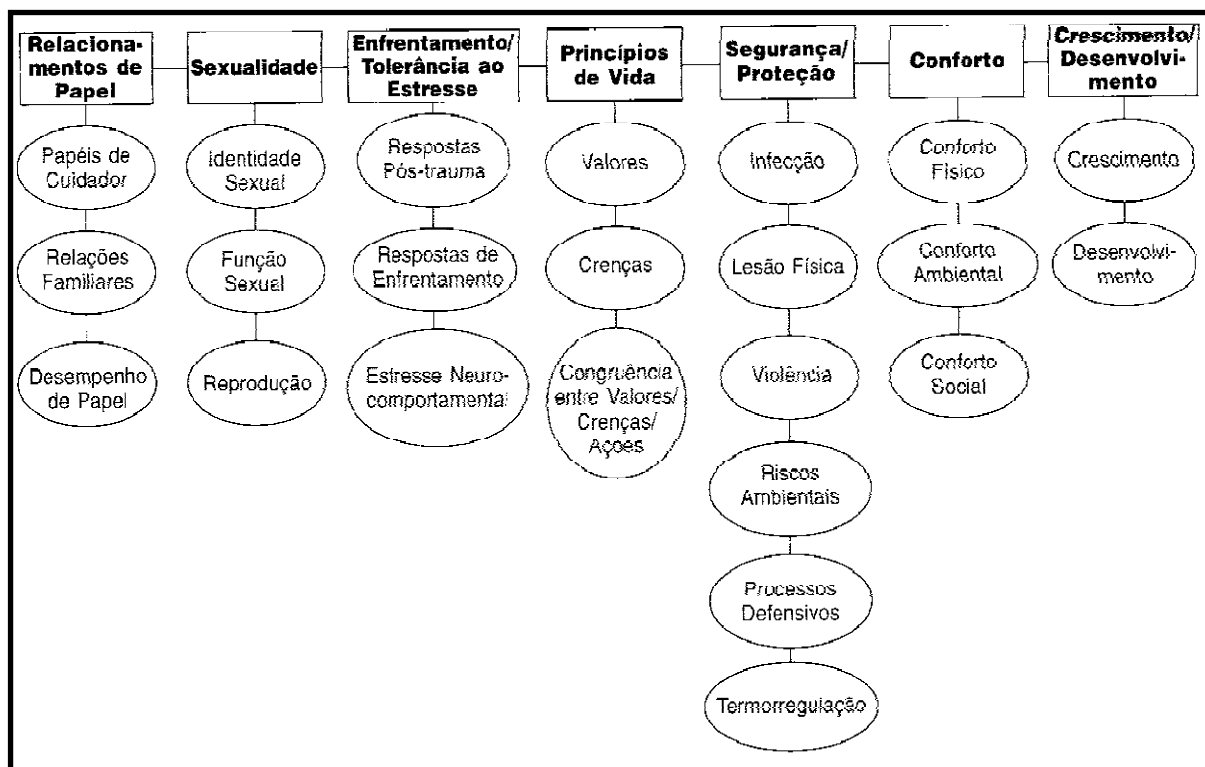 Relaciona-
mentos de
Papel
Papéis de
Cuidador
Relações
Familiares
Desempenho
de Papel
Sexualidade
Identidade
Sexual
Função
Sexual
Reprodução
Enfrentamento/
Tolerância ao
Estresse
Respostas
Pós-trauma
Respostas de
Enfrentamento
Estresse Neuro-
comportamental
Princípios
de Vida
Valores
Crenças
Congruência
entre Valores/
Crenças/
Ações
Segurança/
Proteção
Infecção
Lesão Física
Violência
Riscos
Ambientais
Processos
Defensivos
Termorregulação
Conforto
Conforto
Físico
Conforto
Ambiental
Conforto
Social
Crescimento/
Desenvolvi-
mento
Crescimento
Desenvolvi-
mento